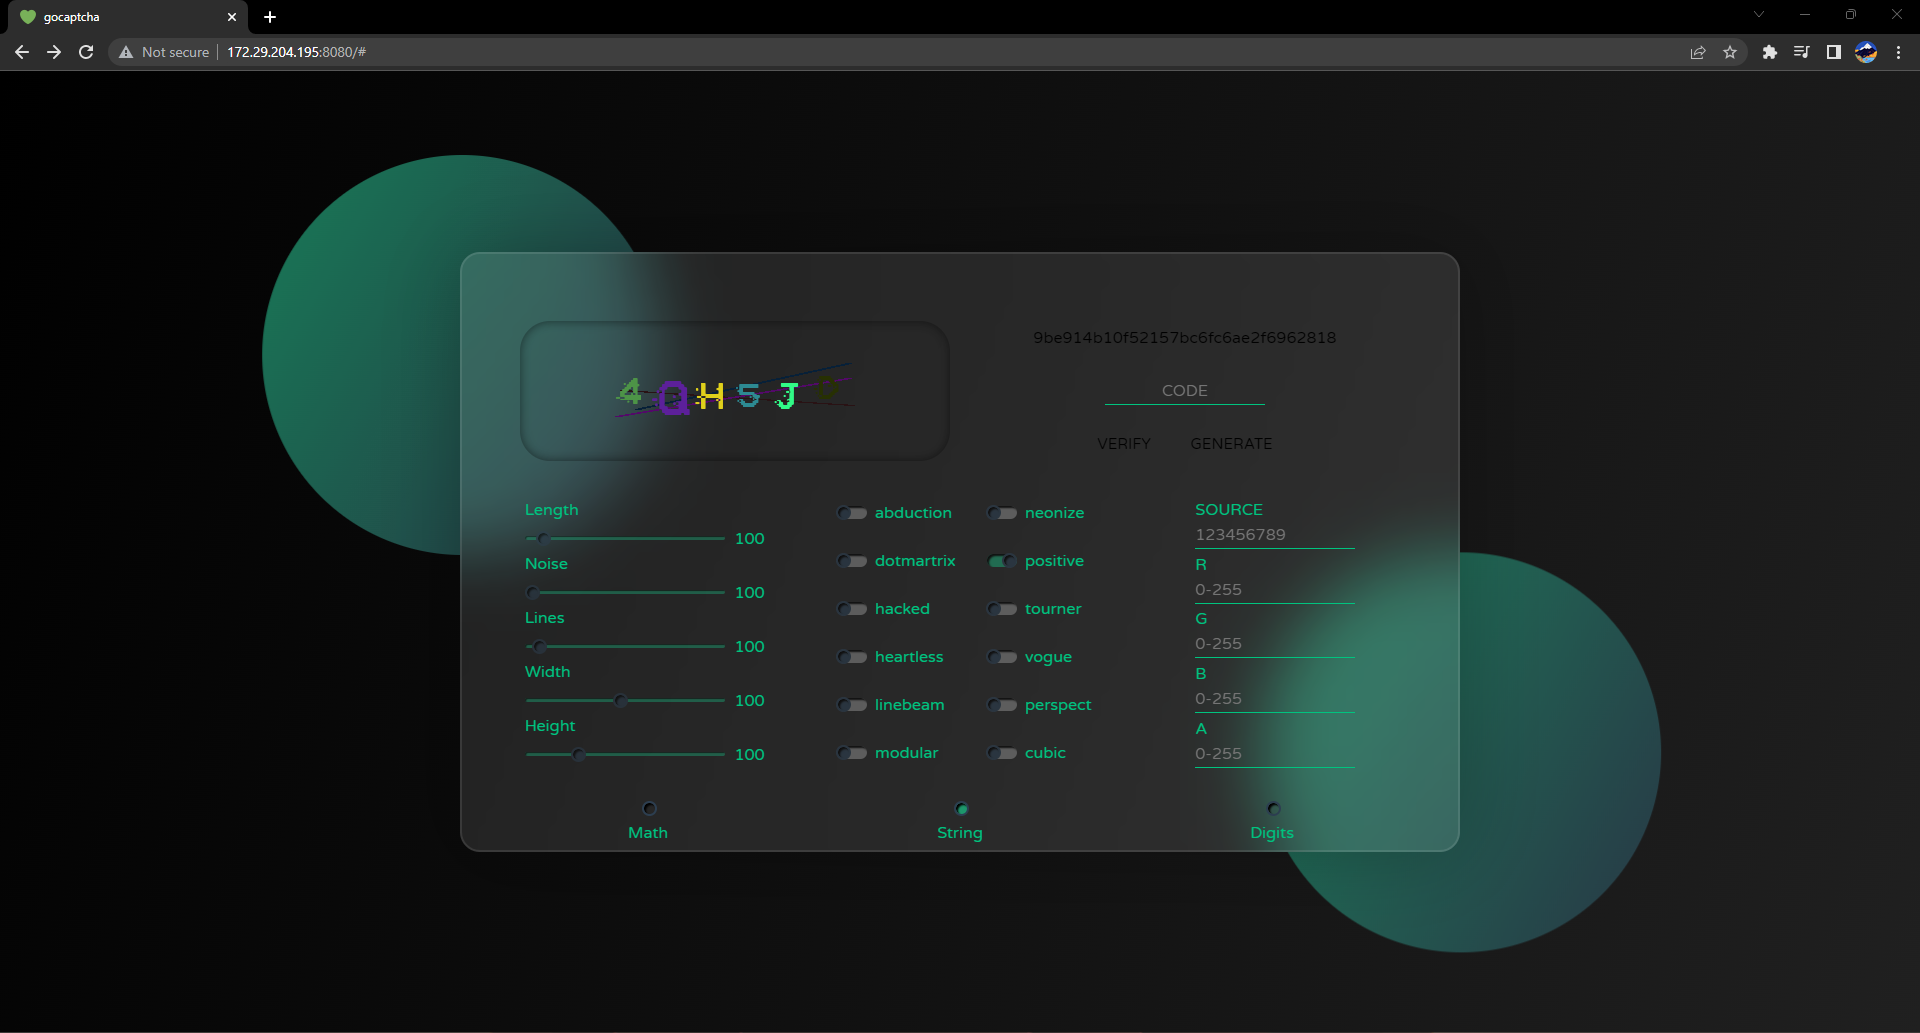 gocaptcha
Not secure
172.29.204.195:8080/#
4QH5J
9be914b10f52157bc6fc6ae2f6962818
CODE
VERIFY GENERATE
Length
100
Noise
100
Lines
100
Width
100
Height
100
abduction
neonize
dotmartrix
positive
hacked
tourner
heartless
vogue
linebeam
perspect
modular
cubic
SOURCE
123456789
R
0-255
G
0-255
B
0-255
A
0-255
Math
String
Digits